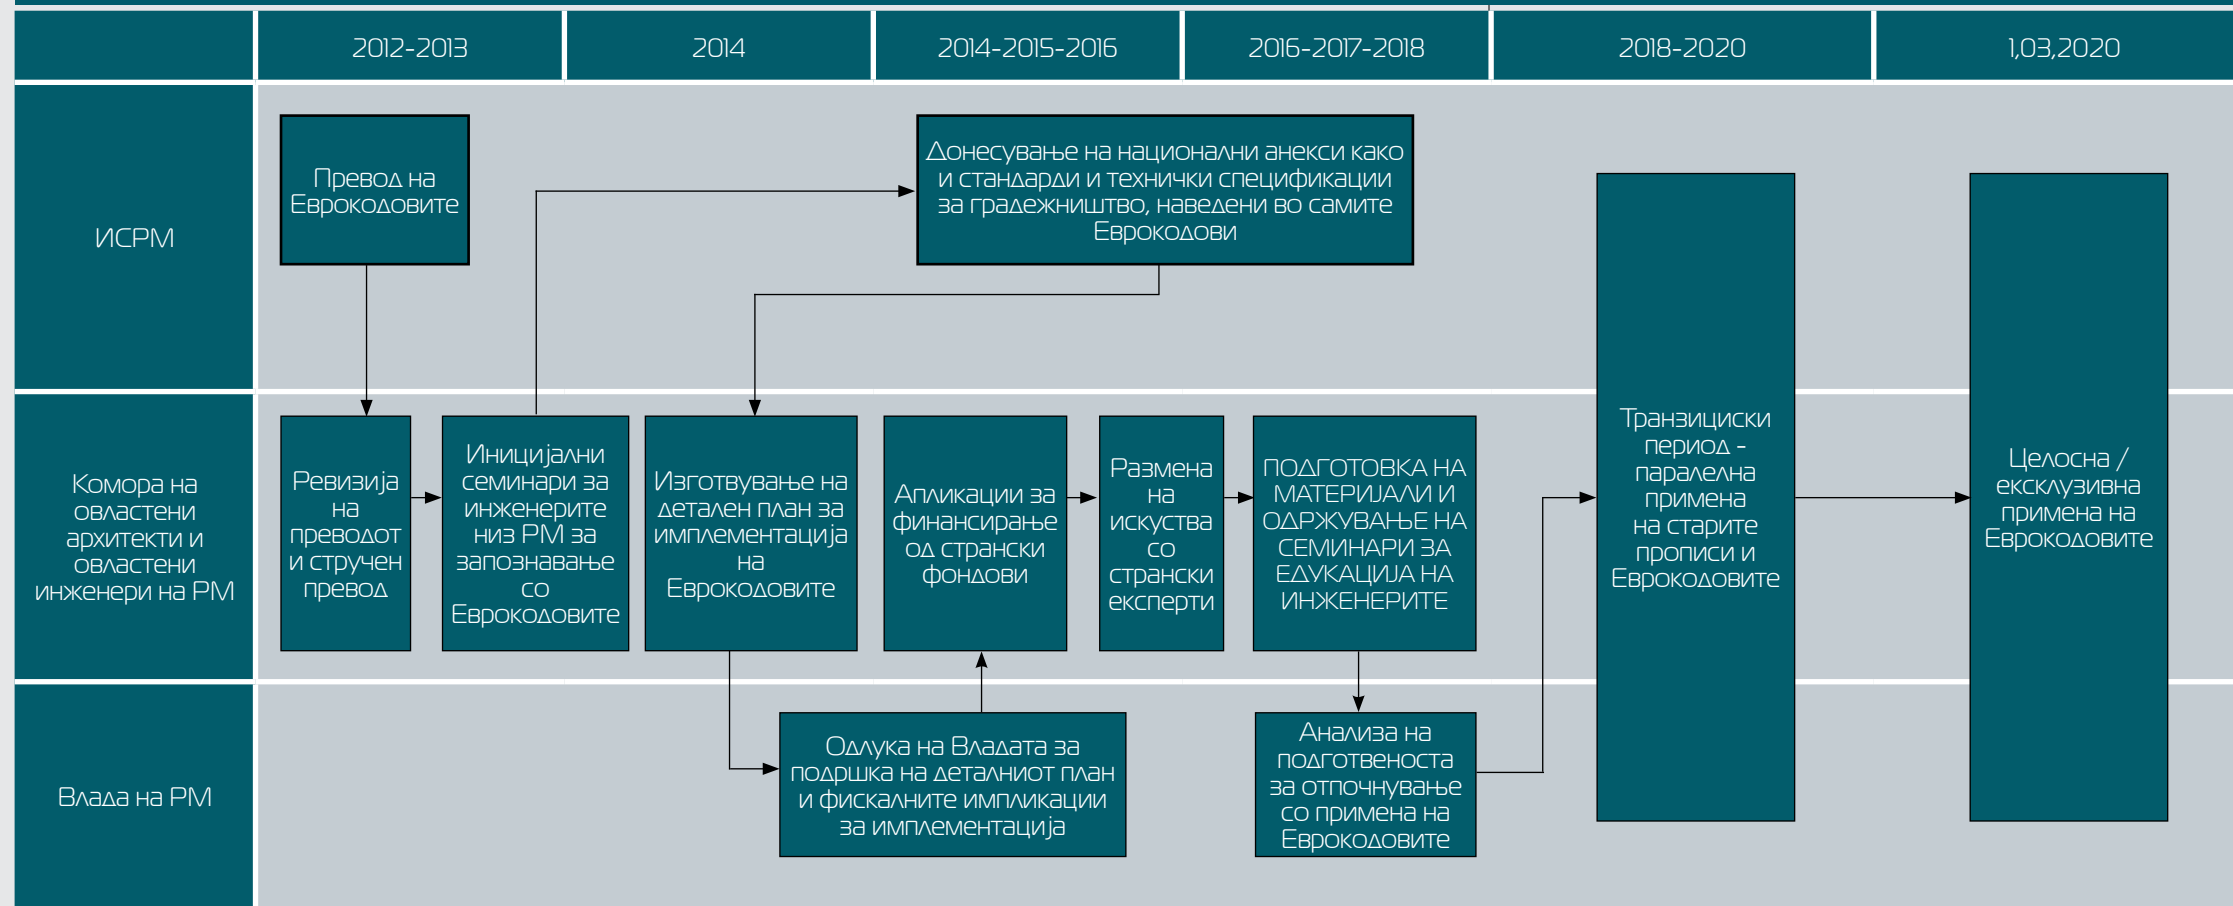 2012-2013
2014
2014-2015-2016
2016-2017-2018
2018-2020
1,03,2020
ИСРМ
Превод на
Еврокодовите
Донесување на национални анекси како
и стандарди и технички спецификации
за градежништво, наведени во самите
Еврокодови
Комора на
овластени
архитекти и
овластени
инженери на РМ
Ревизија
на
преводот
и стручен
превод
Иницијални
семинари за
инженерите
низ РМ за
запознавање
со
Еврокодовите
Изготвување на
детален план за
имплементација
на
Еврокодовите
Апликации за
финансирање
од странски
фондови
Размена
на
искуства
со
странски
експерти
ПОДГОТОВКА НА
МАТЕРИЈАЛИ И
ОДРЖУВАЊЕ НА
СЕМИНАРИ ЗА
ЕДУКАЦИЈА НА
ИНЖЕНЕРИТЕ
Транзициски
период -
паралелна
примена
на старите
прописи и
Еврокодовите
Целосна /
ексклузивна
примена на
Еврокодовите
Влада на РМ
Одлука на Владата за
подршка на деталниот план
и фискалните импликации
за имплементација
Анализа на
подготвеноста
за отпочнување
со примена на
Еврокодовите